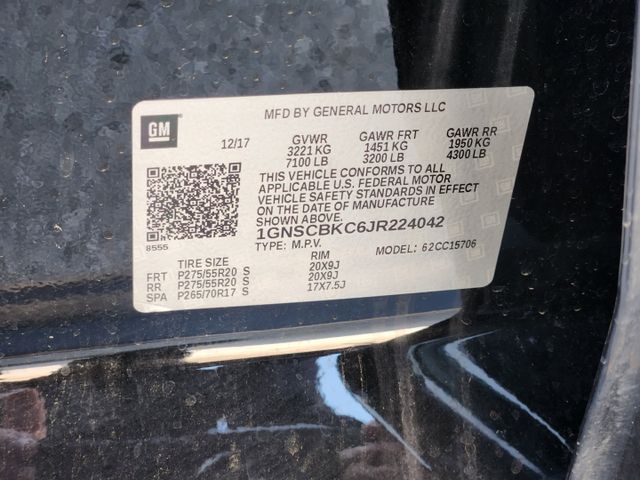 MFD BY GENERAL MOTORS LLC
GM
12/17 GVWR GAWR FRT GAWR RR
3221 KG 1451 KG 1950 KG
7100 LB 3200 LB 4300 LB
THIS VEHICLE CONFORMS TO ALL
APPLICABLE U.S. FEDERAL MOTOR
VEHICLE SAFETY STANDARDS IN EFFECT
ON THE DATE OF MANUFACTURE
SHOWN ABOVE.
1GNSCBKC6JR224042
8555
TYPE: M.P.V. MODEL: 62CC15706
TIRE SIZE RIM
FRT P275/55R20 S 20X9J
RR P275/55R20 S 20X9J
SPA P265/70R17 S 17X7.5J